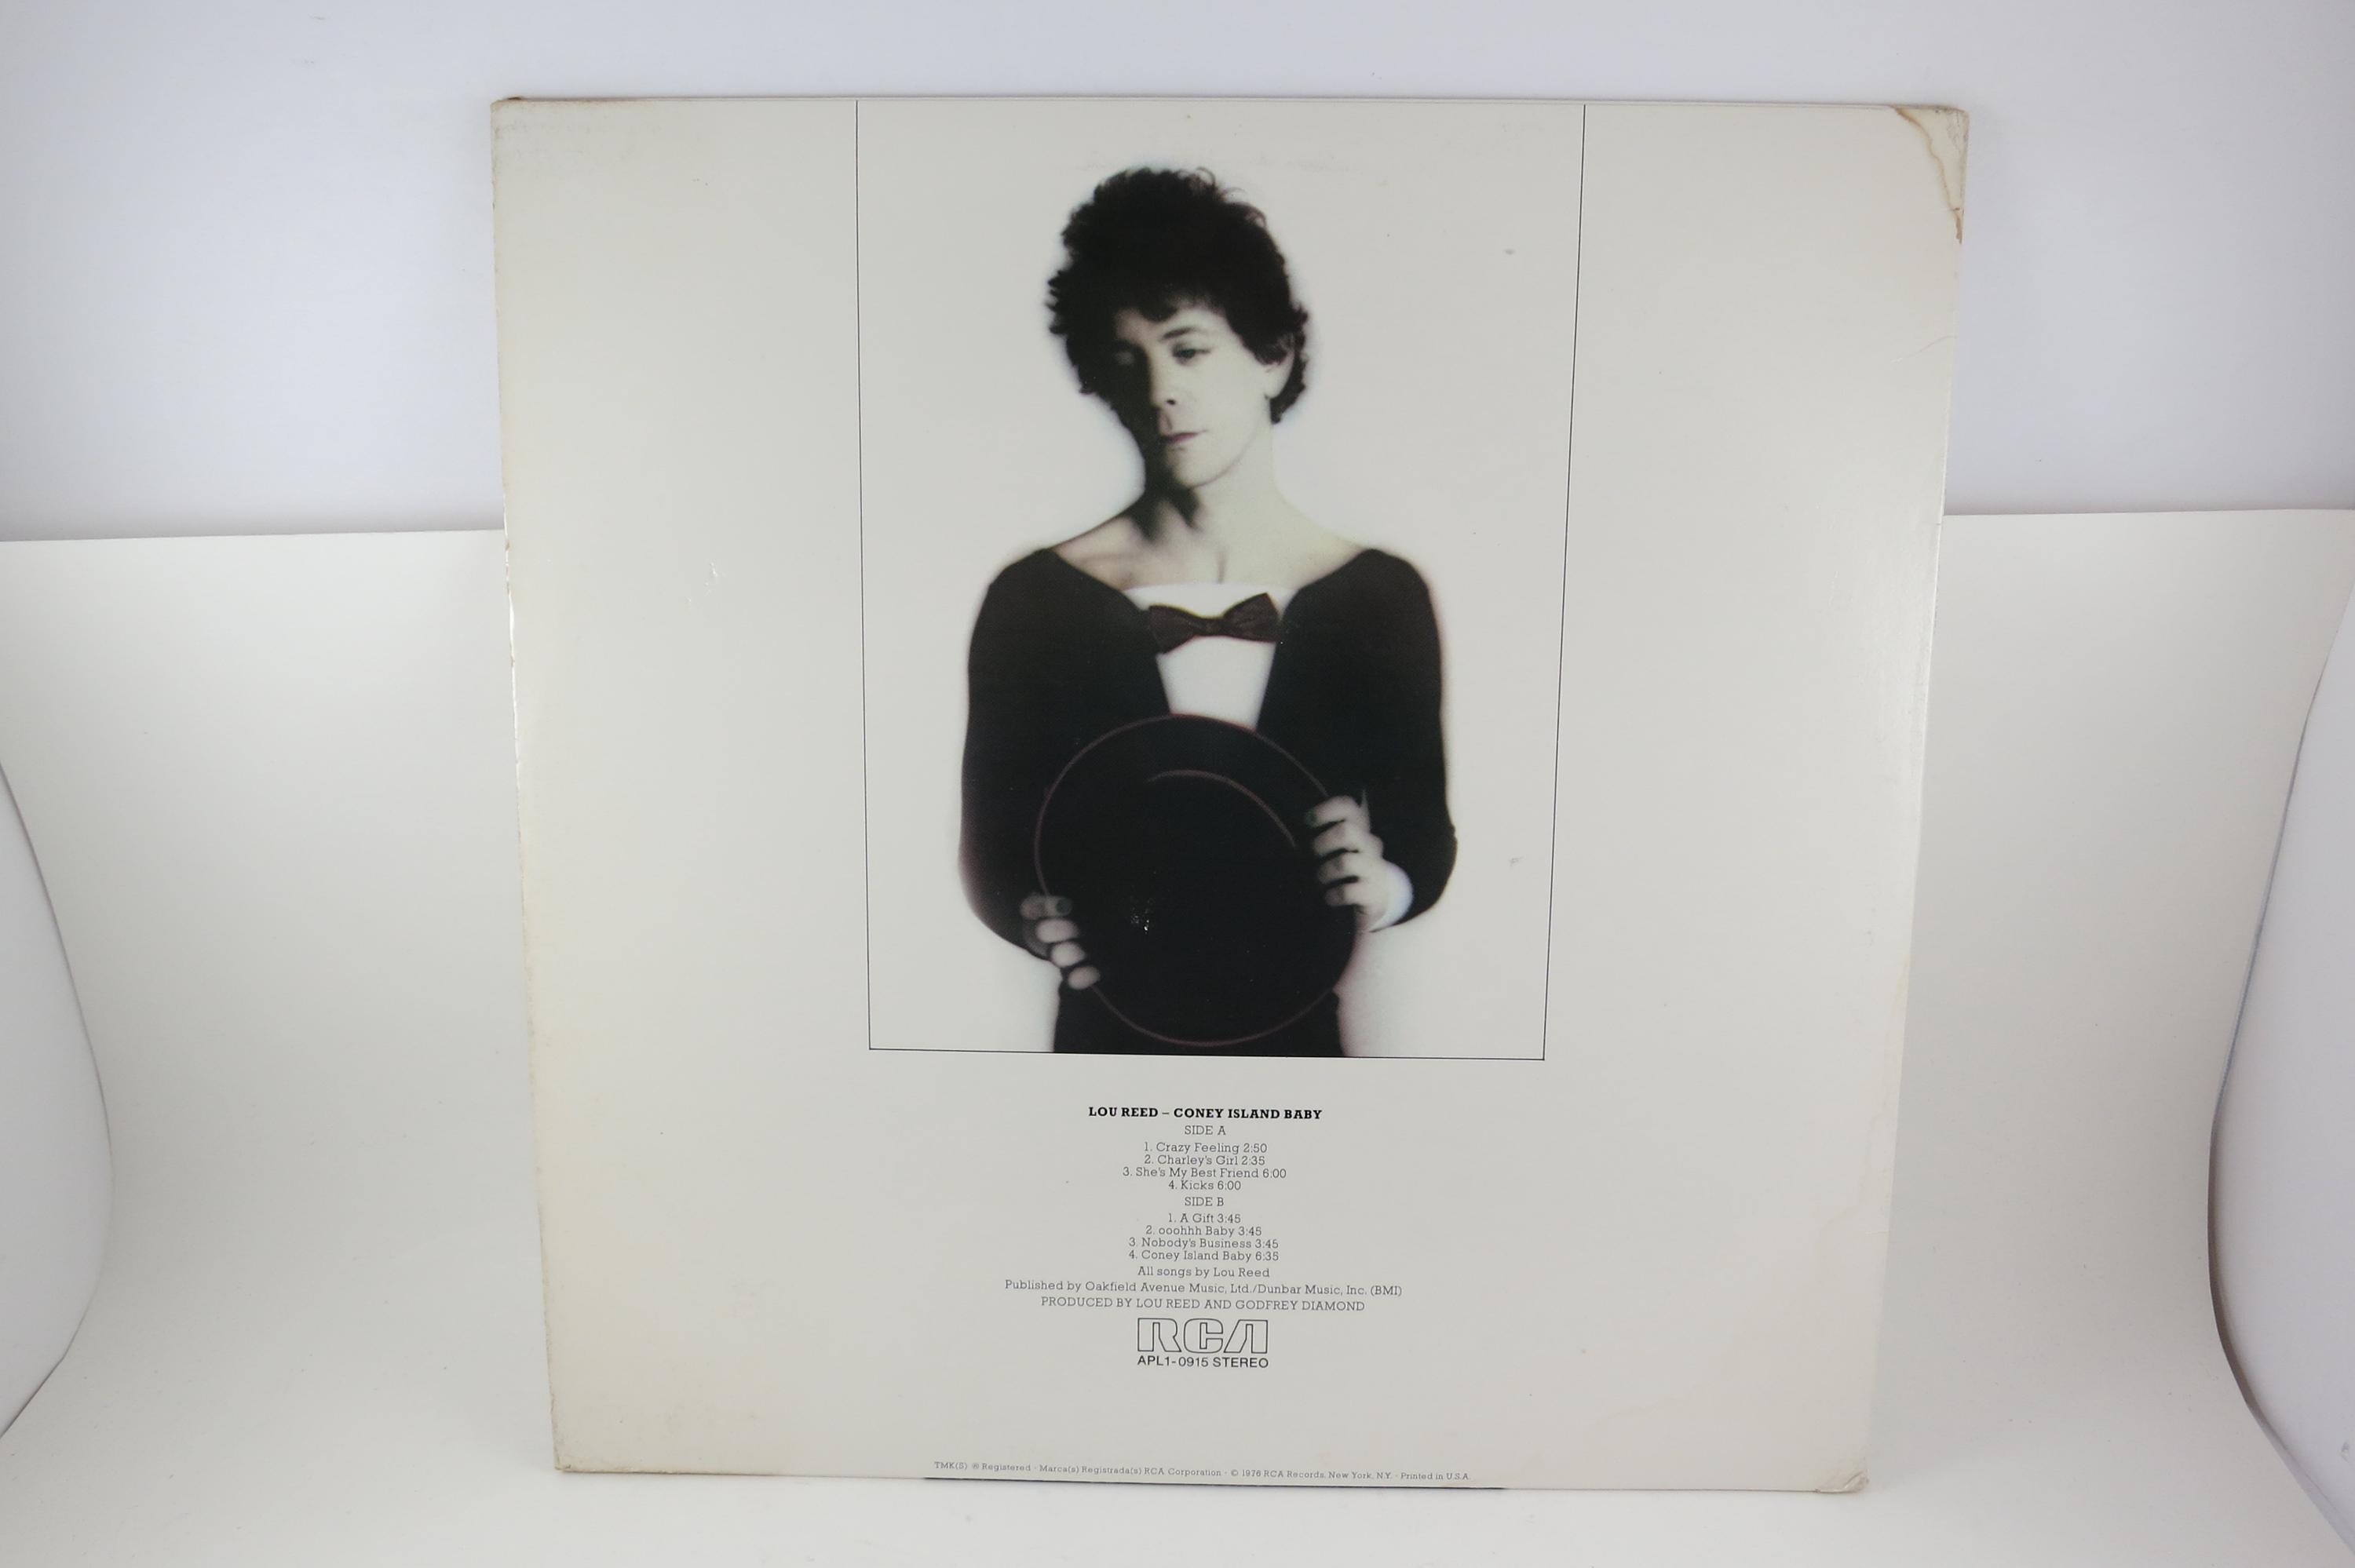 LOU REED – CONEY ISLAND BABY
SIDE A
1. Crazy Feeling 2:50
2. Charley's Girl 2:35
3. She's My Best Friend 6:00
4. Kicks 6:00
SIDE B
1. A Gift 3:45
2. ooohhh Baby 3:45
3. Nobody's Business 3:45
4. Coney Island Baby 6:35
All songs by Lou Reed
Published by Oakfield Avenue Music, Ltd./Dunbar Music, Inc. (BMI)
PRODUCED BY LOU REED AND GODFREY DIAMOND
RCA
APL1-0915 STEREO
TMK(S) ® Registered · Marca(s) Registrada(s) RCA Corporation · © 1976 RCA Records, New York, N.Y. · Printed in U.S.A.